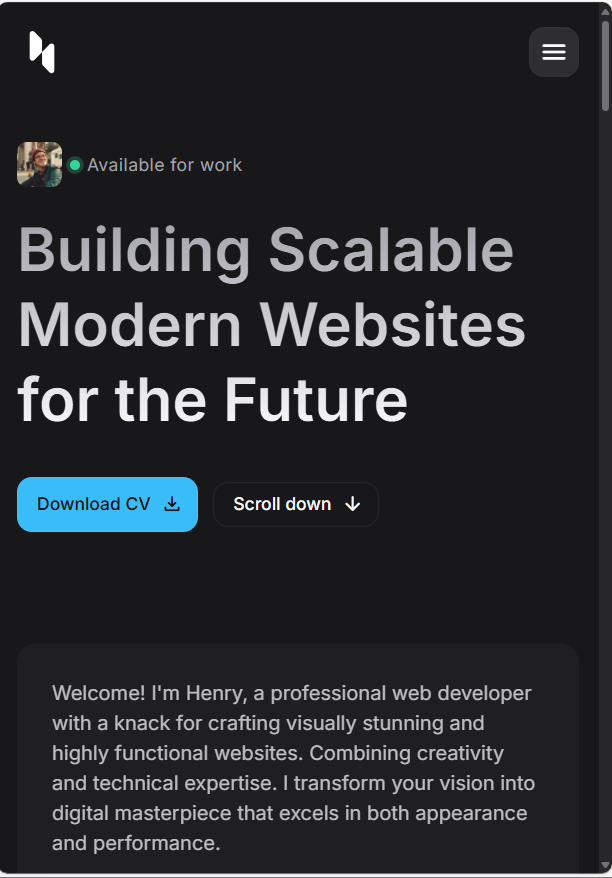 Available for work
Building Scalable
Modern Websites
for the Future
Download CV
Scroll down
Welcome! I'm Henry, a professional web developer
with a knack for crafting visually stunning and
highly functional websites. Combining creativity
and technical expertise. I transform your vision into
digital masterpiece that excels in both appearance
and performance.